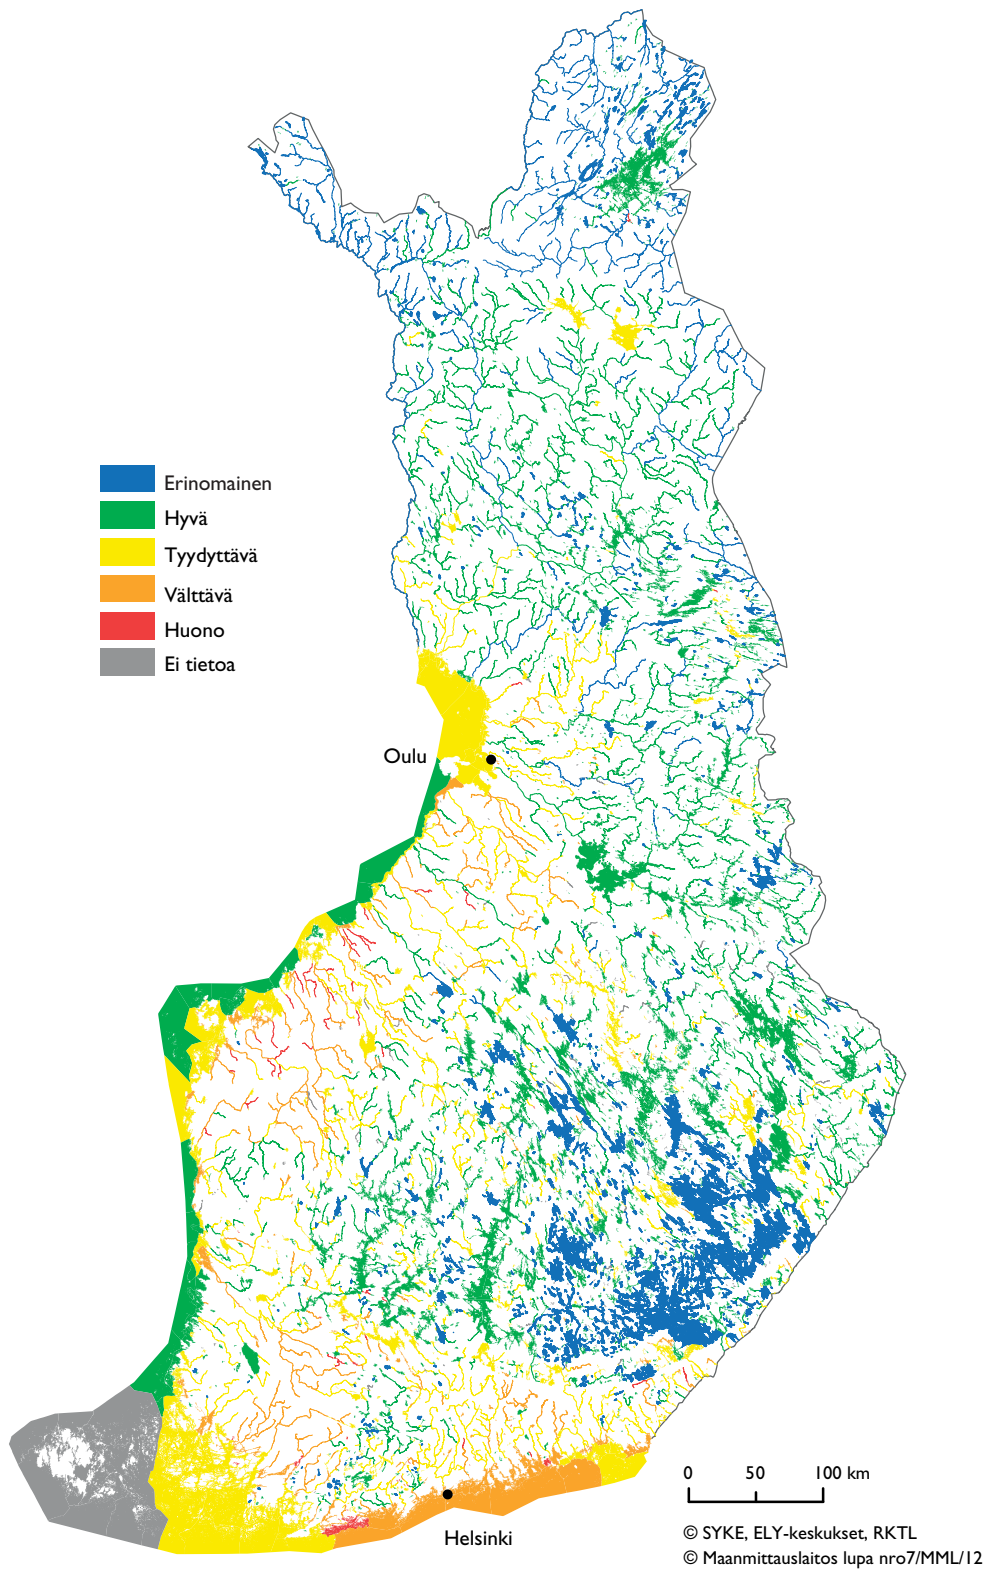 Erinomainen
Hyvä
Tyydyttävä
Välttävä
Huono
Ei tietoa
Oulu
Helsinki
0 50 100 km
© SYKE, ELY-keskukset, RKTL
© Maanmittauslaitos lupa nro7/MML/12